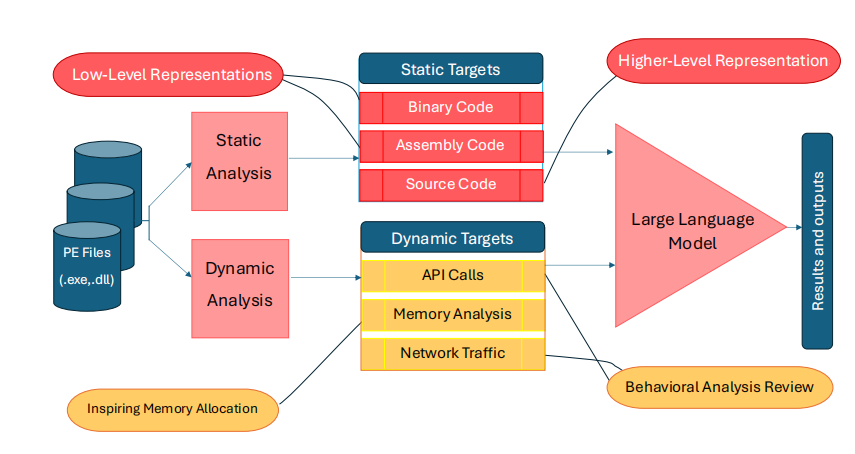 Low-Level Representations
Static Targets
Higher-Level Representation
Binary Code
Assembly Code
Source Code
Static
Analysis
PE Files
(.exe,.dll)
Dynamic
Analysis
Dynamic Targets
API Calls
Memory Analysis
Network Traffic
Large Language
Model
Results and outputs
Inspiring Memory Allocation
Behavioral Analysis Review